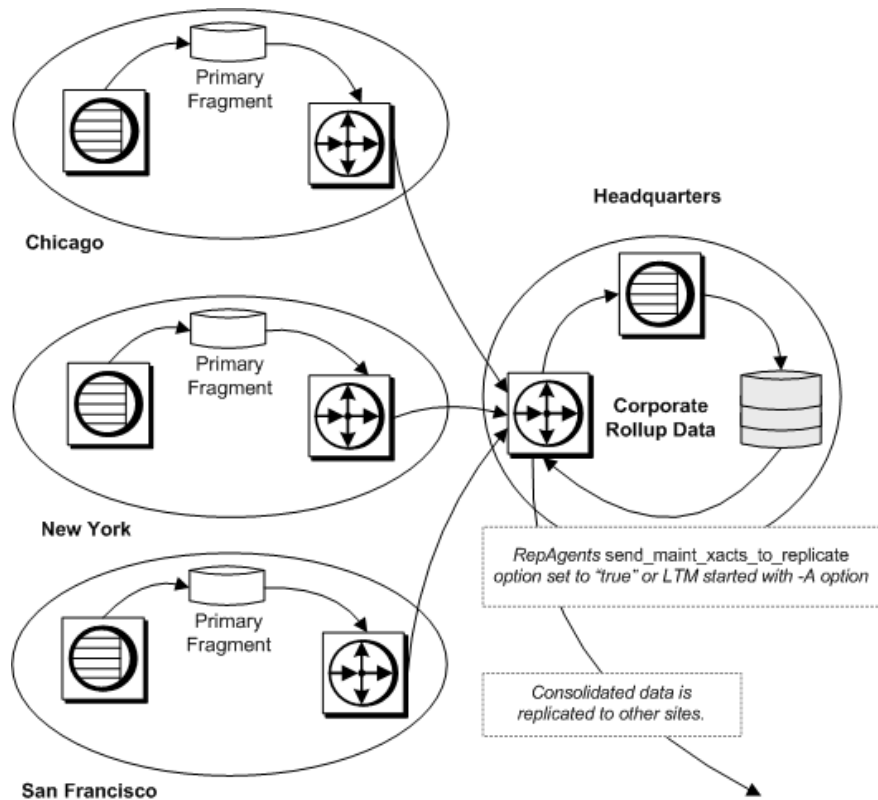 Primary
Fragment
Chicago
Headquarters
Primary
Fragment
New York
Corporate
Rollup Data
RepAgents send_maint_xacts_to_replicate
option set to “true” or LTM started with -A option
Primary
Fragment
San Francisco
Consolidated data is
replicated to other sites.